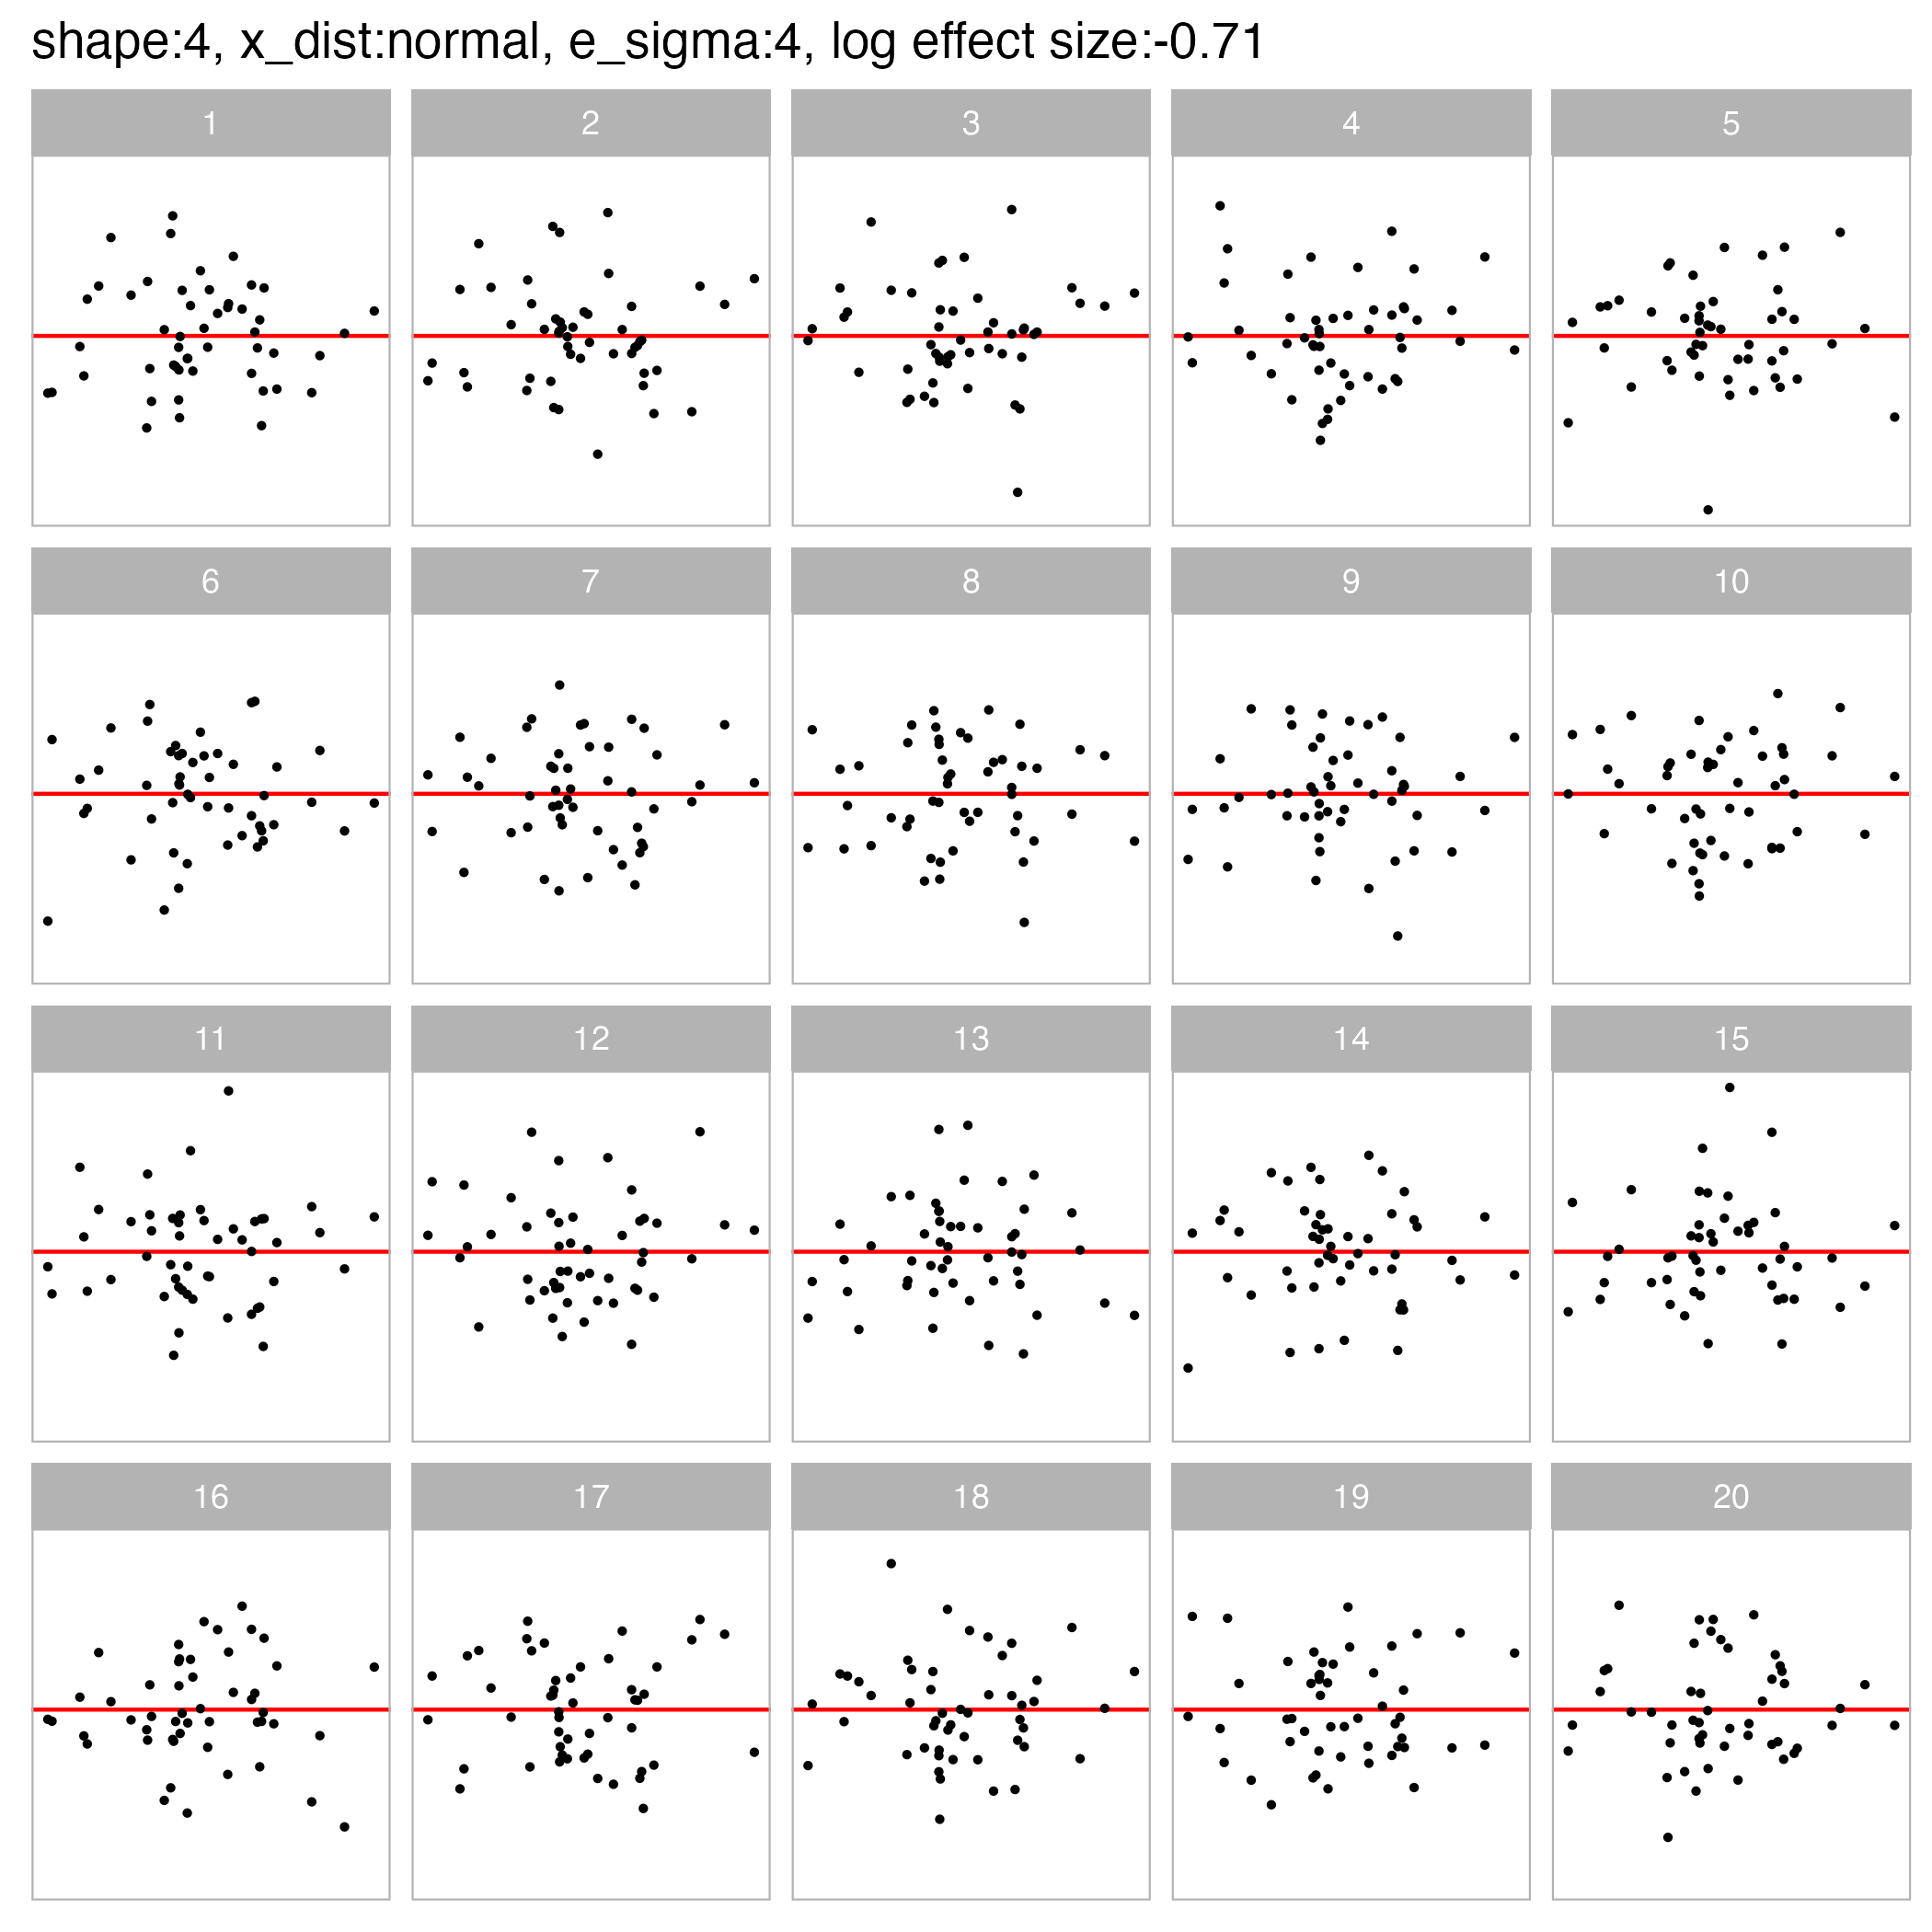 shape:4, x_dist:normal, e_sigma:4, log effect size:-0.71
1 2 3 4 5
6 7 8 9 10
11 12 13 14 15
16 17 18 19 20